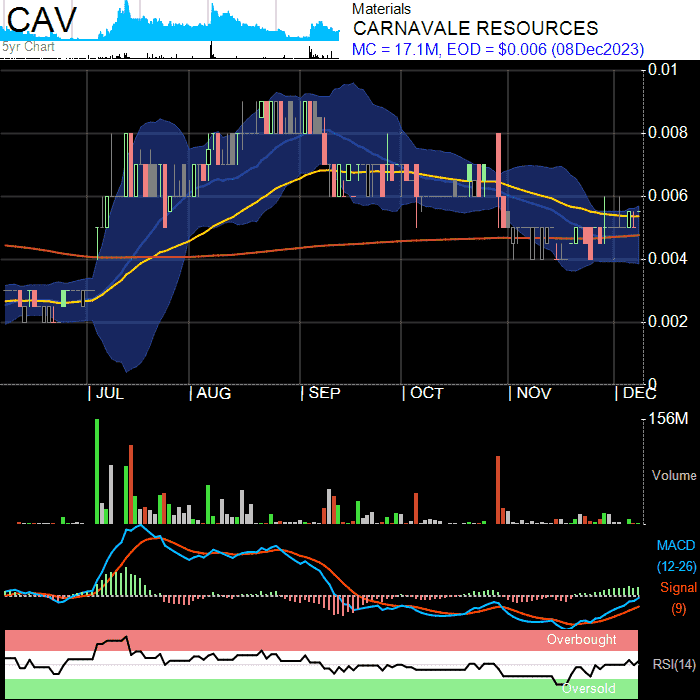 CAV
5yr Chart
Materials
CARNAVALE RESOURCES
MC = 17.1M, EOD = $0.006 (08Dec2023)
0.01
0.008
0.006
0.004
0.002
0
JUL
AUG
SEP
OCT
NOV
DEC
156M
Volume
MACD
(12-26)
Signal
(9)
Overbought
RSI(14)
Oversold